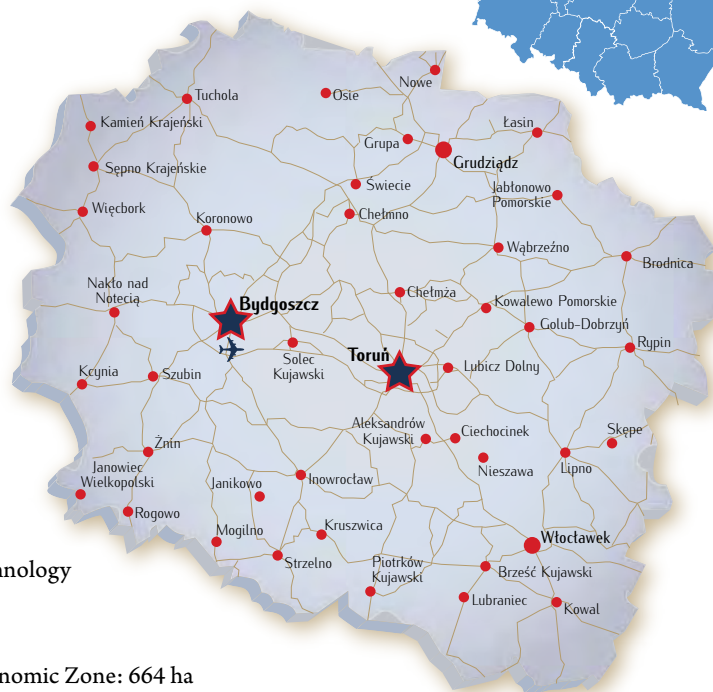 Nowe
Tuchola
Osie
Kamień Krajeński
Łasin
Grupa
Grudziądz
Sępno Krajeńskie
Świecie
Jabłonowo
Pomorskie
Więcbork
Chełmno
Koronowo
Wąbrzeźno
Brodnica
Nakło nad
Notecią
Chełmża
Bydgoszcz
Kowalewo Pomorskie
Golub-Dobrzyń
Solec
Kujawski
Toruń
Rypin
Lubicz Dolny
Kcynia
Szubin
Aleksandrów
Kujawski
Ciechocinek
Skępe
Żnin
Nieszawa
Lipno
Janowiec
Wielkopolski
Janikowo
Inowrocław
Rogowo
Mogilno
Kruszwica
Włocławek
Strzelno
Piotrków
Kujawski
Brześć Kujawski
Lubraniec
Kowal
hnology
nomic Zone: 664 ha